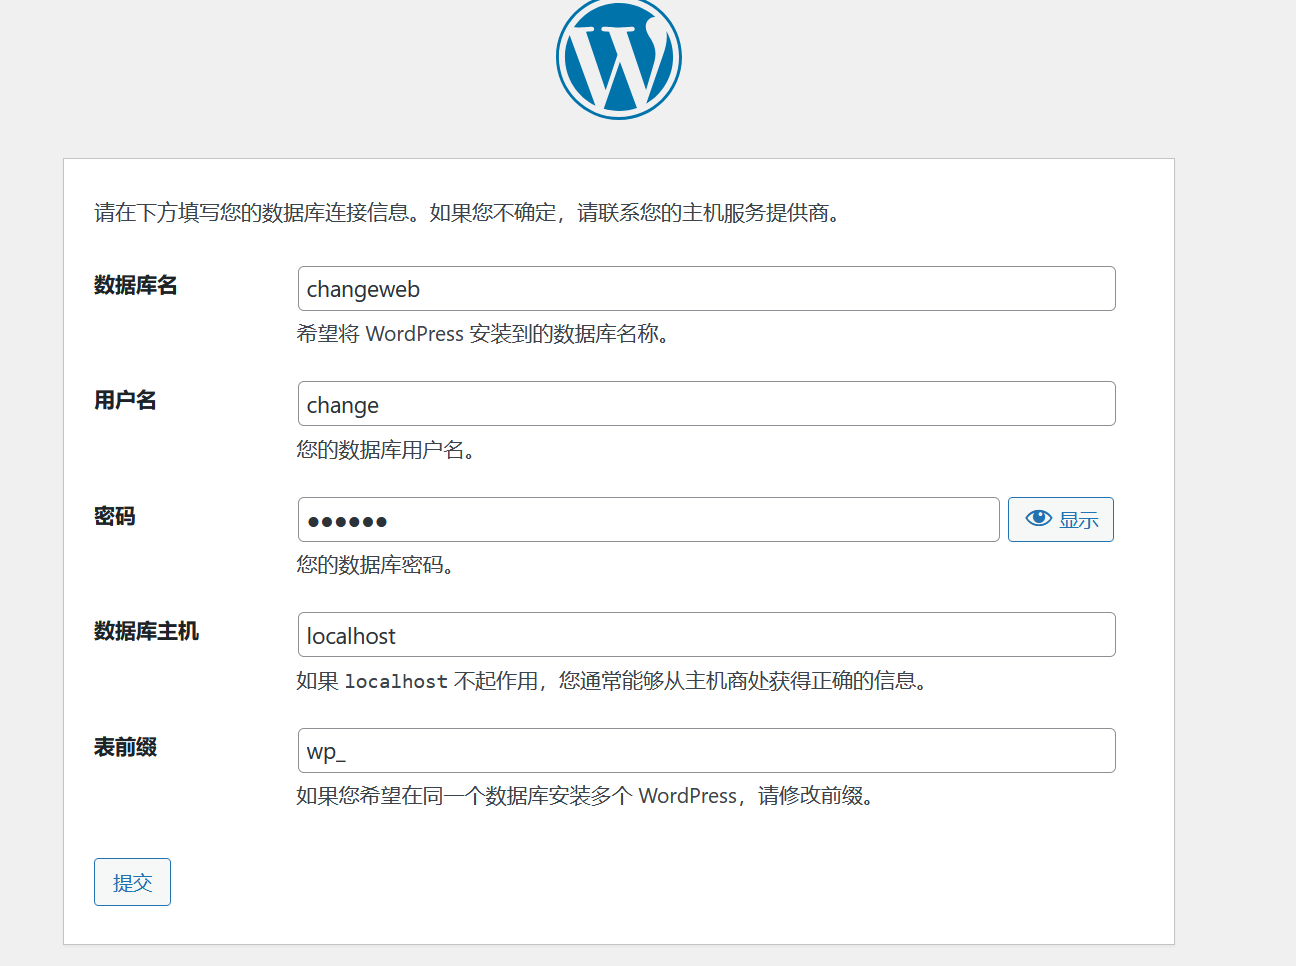 请在下方填写您的数据库连接信息。如果您不确定，请联系您的主机服务提供商。
数据库名
changeweb
希望将 WordPress 安装到的数据库名称。
用户名
change
您的数据库用户名。
密码
●●●●●●
显示
您的数据库密码。
数据库主机
localhost
如果 localhost 不起作用，您通常能够从主机商处获得正确的信息。
表前缀
wp_
如果您希望在同一个数据库安装多个 WordPress，请修改前缀。
提交